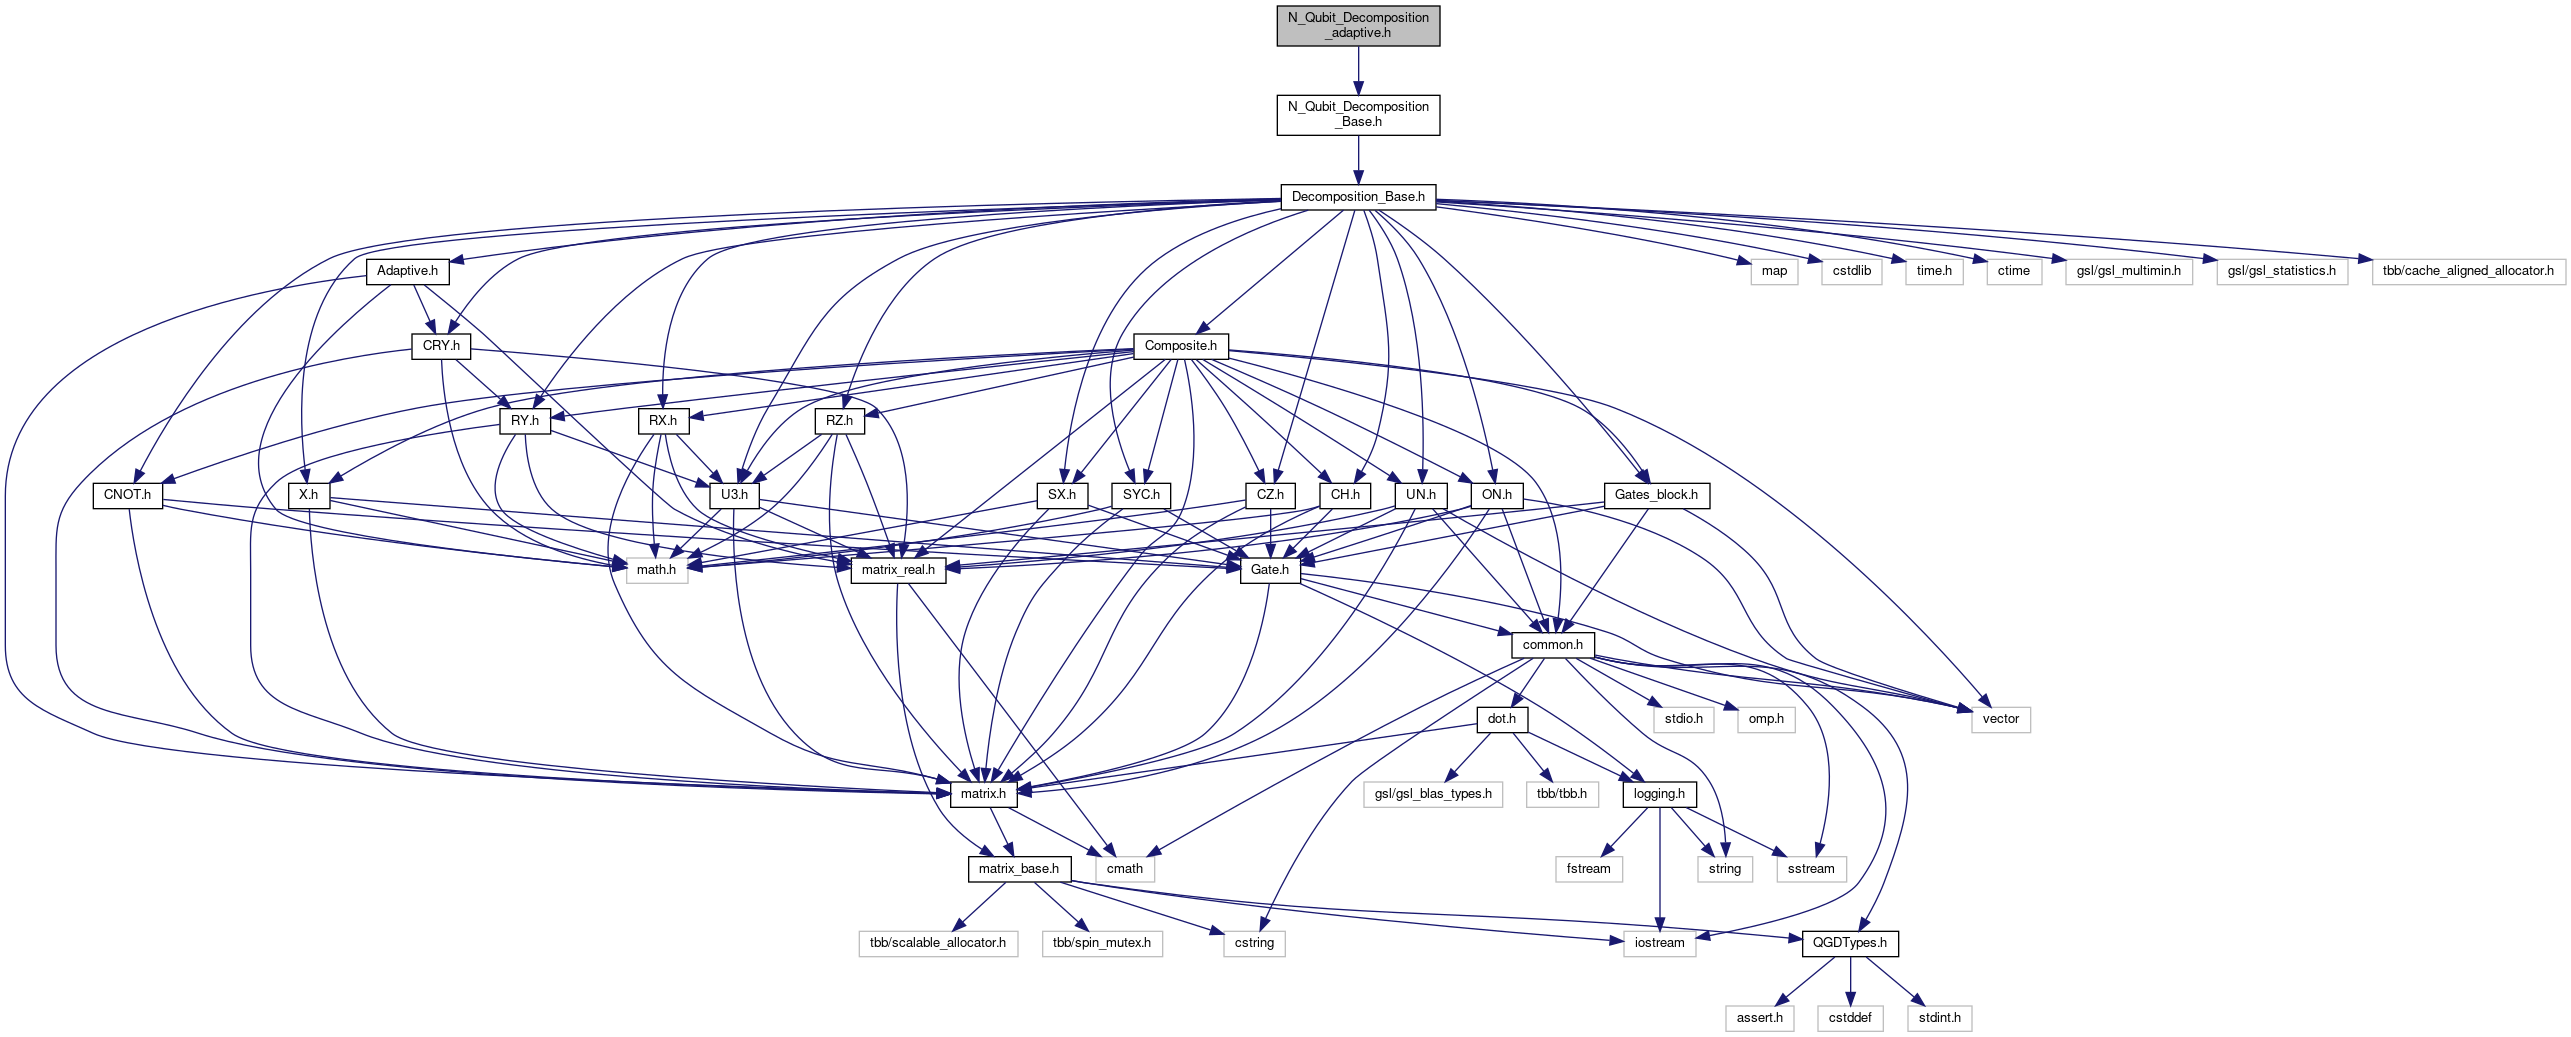 N_Qubit_Decomposition
_adaptive.h
N_Qubit_Decomposition
_Base.h
Decomposition_Base.h
Adaptive.h
map
cstdlib
time.h
ctime
gsl/gsl_multimin.h
gsl/gsl_statistics.h
tbb/cache_aligned_allocator.h
CRY.h
Composite.h
RY.h
RX.h
RZ.h
CNOT.h
X.h
U3.h
SX.h
SYC.h
CZ.h
CH.h
UN.h
ON.h
Gates_block.h
math.h
matrix_real.h
Gate.h
common.h
dot.h
stdio.h
omp.h
vector
matrix.h
gsl/gsl_blas_types.h
tbb/tbb.h
logging.h
matrix_base.h
cmath
fstream
string
sstream
tbb/scalable_allocator.h
tbb/spin_mutex.h
cstring
iostream
QGDTypes.h
assert.h
cstddef
stdint.h